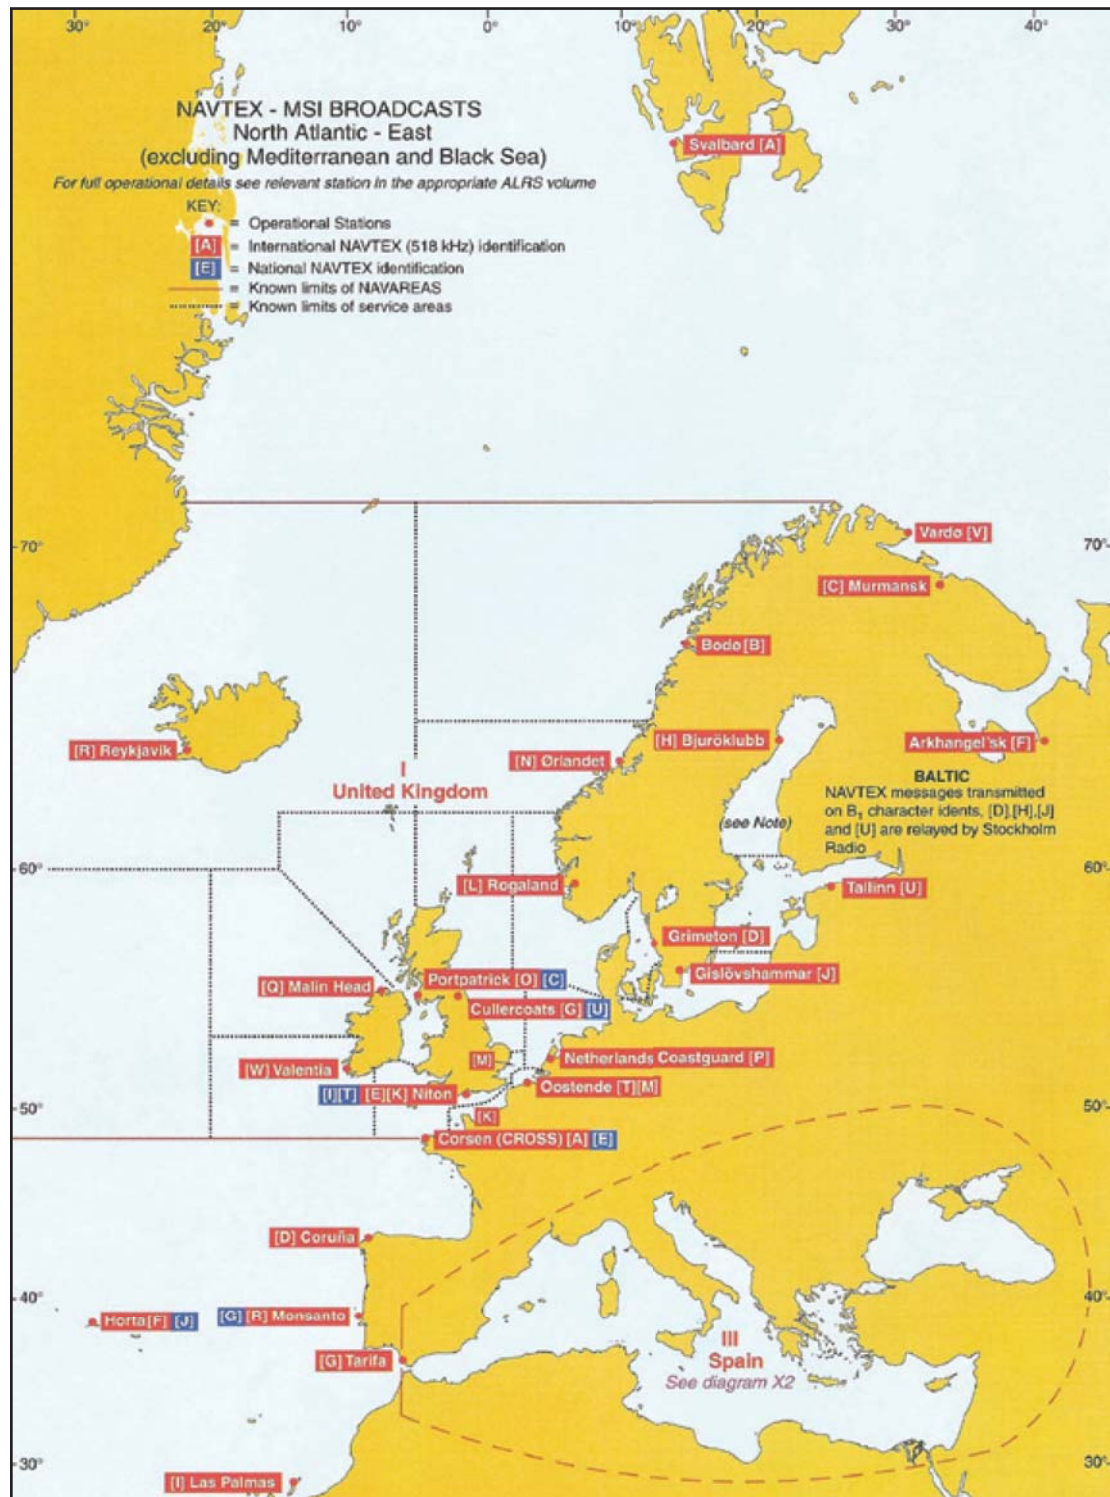 30° 20° 10° 0° 10° 20° 30° 40°
NAVTEX - MSI BROADCASTS
North Atlantic - East
(excluding Mediterranean and Black Sea)
For full operational details see relevant station in the appropriate ALRS volume
KEY:
= Operational Stations
[A] = International NAVTEX (518 kHz) identification
[E] = National NAVTEX identification
= Known limits of NAVAREAS
= Known limits of service areas
Svalbard [A]
Vardø [V]
70° 70°
[C] Murmansk
Bodø [B]
[R] Reykjavik
[H] Bjuröklubb
Arkhangel'sk [F]
[N] Ørlandet
I
United Kingdom
BALTIC
NAVTEX messages transmitted
on B1 character idents, [D],[H],[J]
and [U] are relayed by Stockholm
Radio
(see Note)
60° 60°
[L] Rogaland
Tallinn [U]
Grimeton [D]
Gislövshammar [J]
[Q] Malin Head
Portpatrick [O] [C]
Cullercoats [G] [U]
[M]
Netherlands Coastguard [P]
[W] Valentia
Oostende [T][M]
[I][T] [E][K] Niton
[K]
50° 50°
Corsen (CROSS) [A] [E]
[D] Coruña
40° 40°
Horta [F] [J]
[G] [R] Monsanto
III
Spain
See diagram X2
[G] Tarifa
30° 30°
[I] Las Palmas